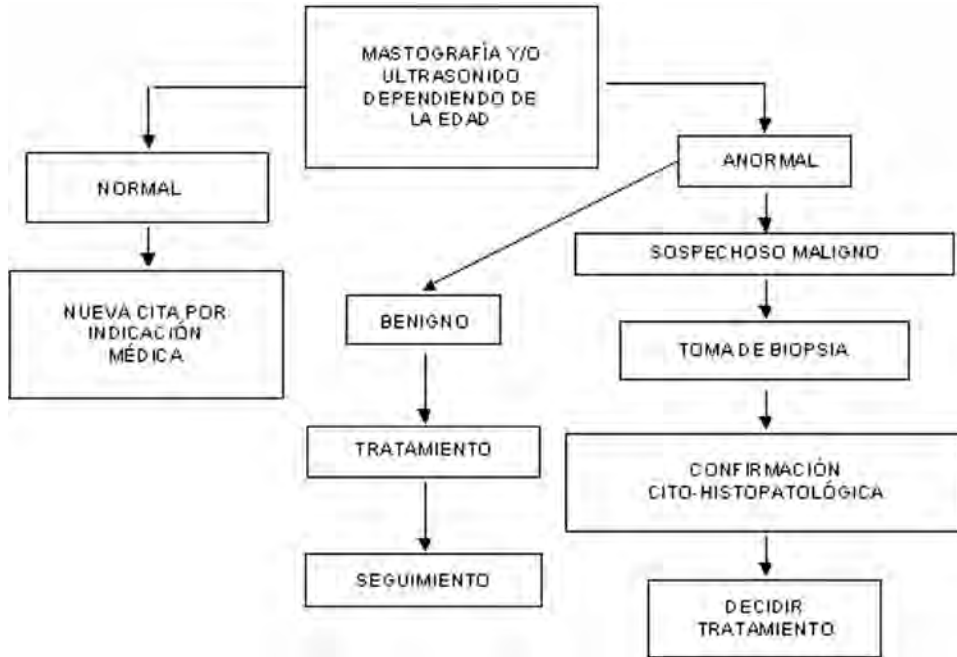 MASTOGRAFÍA Y/O
ULTRASONIDO
DEPENDIENDO DE
LA EDAD
NORMAL
ANORMAL
NUEVA CITA POR
INDICACIÓN
MÉDICA
BENIGNO
SOSPECHOSO MALIGNO
TOMA DE BIOPSIA
TRATAMIENTO
CONFIRMACIÓN
CITO-HISTOPATOLÓGICA
SEGUIMIENTO
DECIDIR
TRATAMIENTO